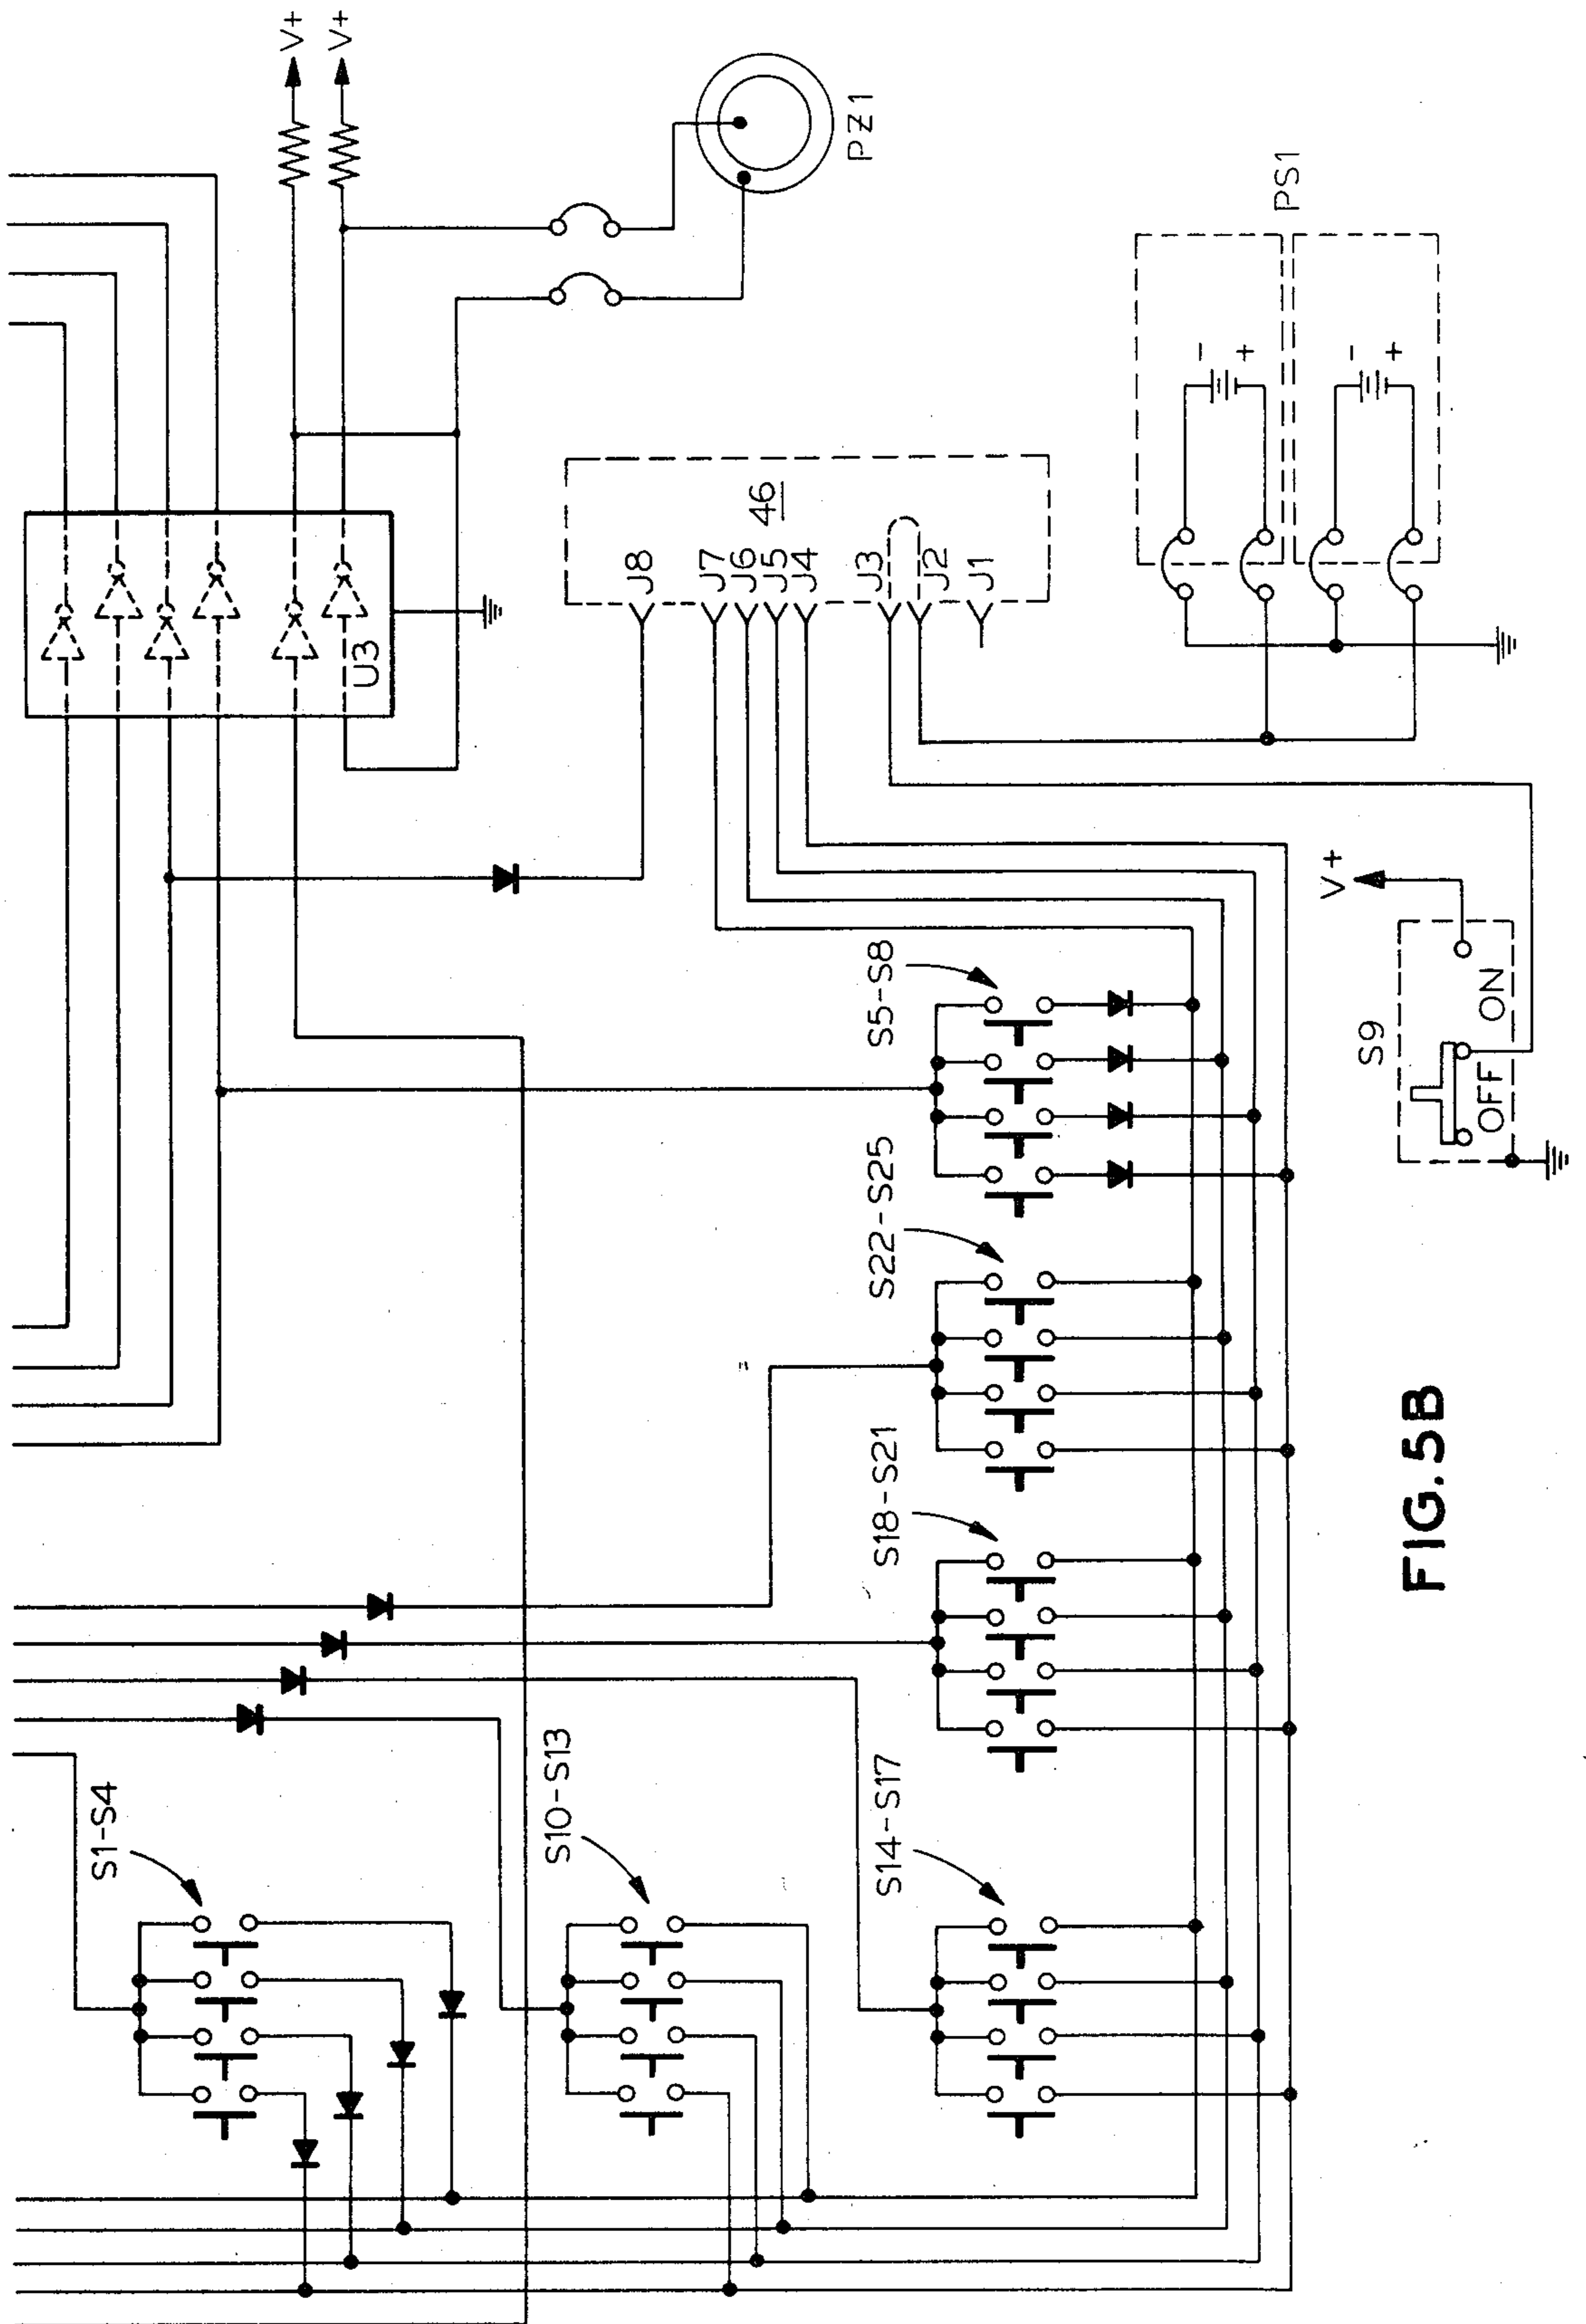 V+
V+
PZ1
PS1
U3
-
+
-
+
46
J8
J7
J6
J5
J4
J3
J2
J1
V+
S9
ON
OFF
S5-S8
S22-S25
S18-S21
S1-S4
S10-S13
S14-S17
FIG.5B